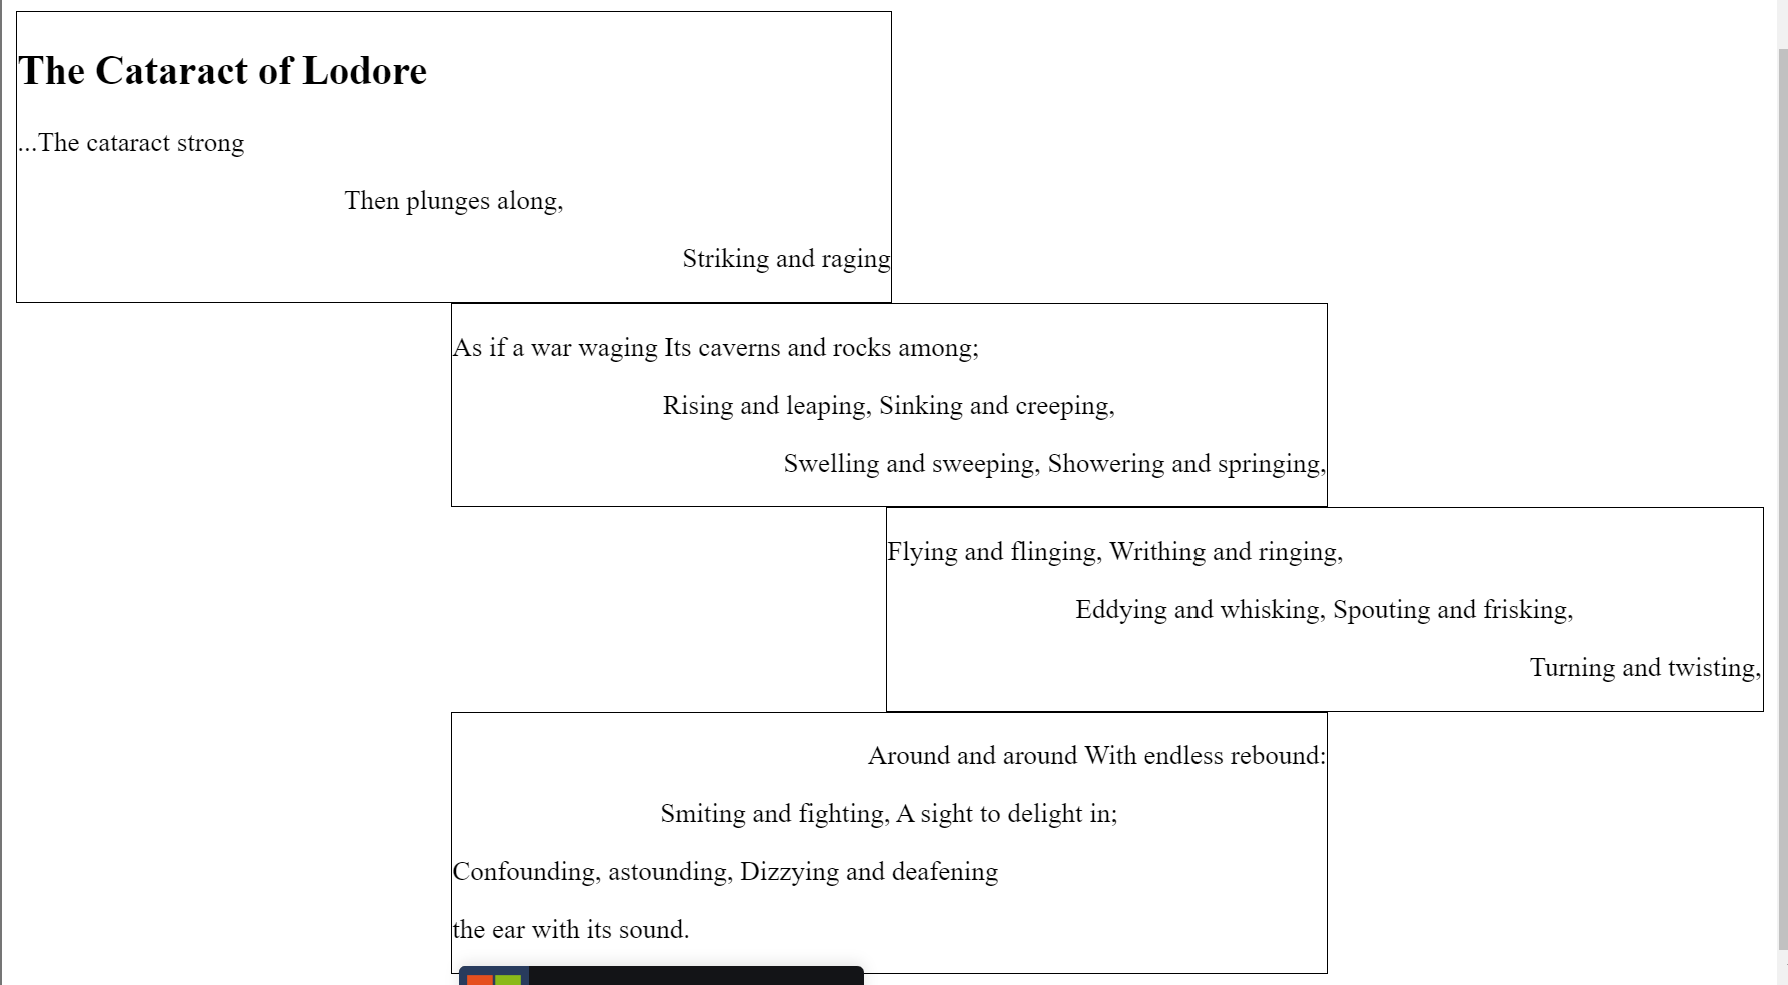 The Cataract of Lodore
...The cataract strong
Then plunges along,
Striking and raging
As if a war waging Its caverns and rocks among;
Rising and leaping, Sinking and creeping,
Swelling and sweeping, Showering and springing,
Flying and flinging, Writhing and ringing,
Eddying and whisking, Spouting and frisking,
Turning and twisting,
Around and around With endless rebound:
Smiting and fighting, A sight to delight in;
Confounding, astounding, Dizzying and deafening
the ear with its sound.